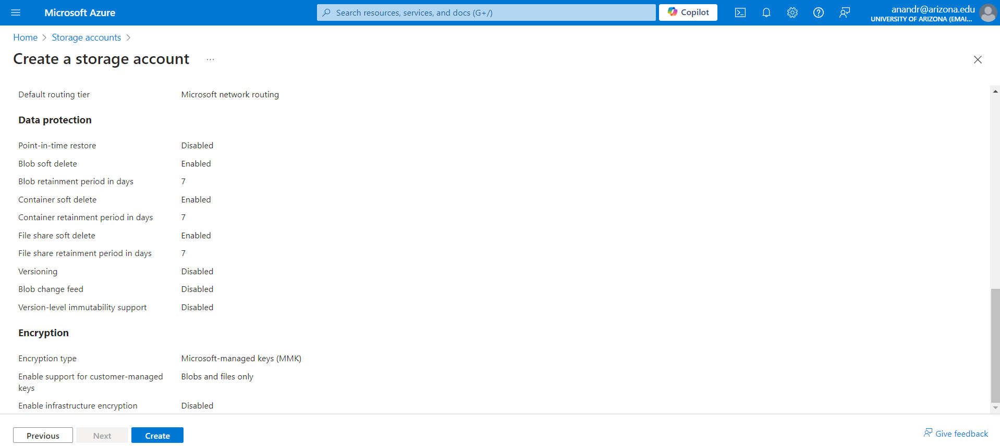 Microsoft Azure
Search resources, services, and docs (G+/)
Copilot
anandr@arizona.edu
UNIVERSITY OF ARIZONA (EMAI...
Home
Storage accounts
Create a storage account
...
Default routing tier Microsoft network routing
Data protection
Point-in-time restore Disabled
Blob soft delete Enabled
Blob retainment period in days 7
Container soft delete Enabled
Container retainment period in days 7
File share soft delete Enabled
File share retainment period in days 7
Versioning Disabled
Blob change feed Disabled
Version-level immutability support Disabled
Encryption
Encryption type Microsoft-managed keys (MMK)
Enable support for customer-managed Blobs and files only
keys
Enable infrastructure encryption Disabled
Previous Next Create
Give feedback